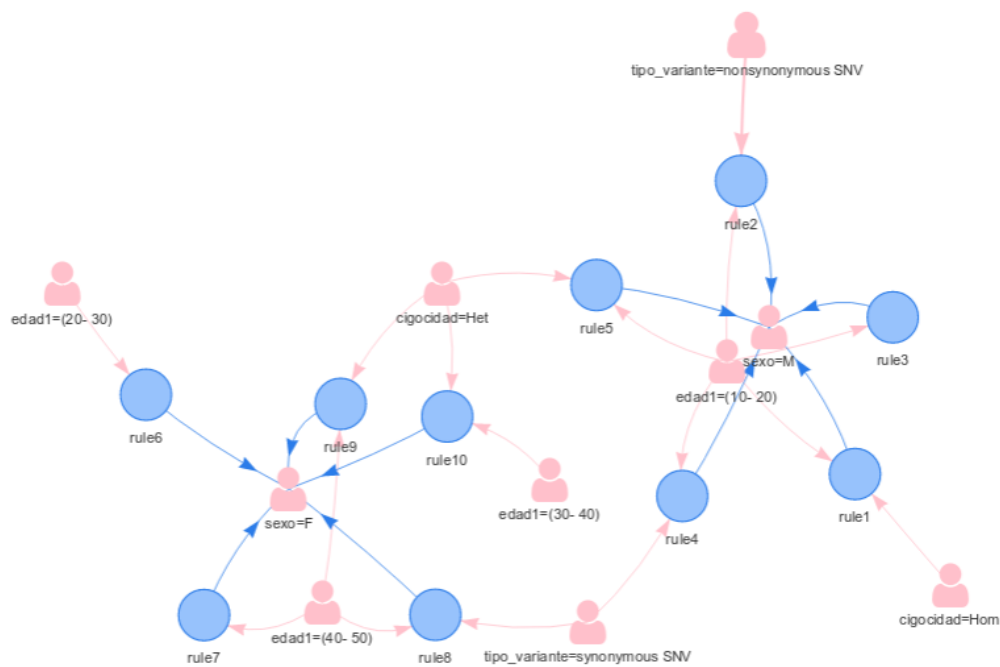 tipo_variante=nonsynonymous SNV
rule2
edad1=(20- 30)
cigocidad=Het
rule5
sexo=M
rule3
edad1=(10- 20)
rule6
rule9
rule10
sexo=F
edad1=(30- 40)
rule4
rule1
cigocidad=Hom
edad1=(40- 50)
rule7
rule8
tipo_variante=synonymous SNV